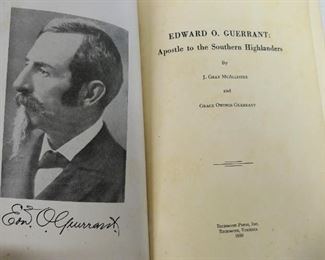 Edw. O. Guerrant
EDWARD O. GUERRANT:
Apostle to the Southern Highlanders
By
J. GRAY McALLISTER
and
GRACE OWINGS GUERRANT
RICHMOND PRESS, INC.
RICHMOND, VIRGINIA
1950